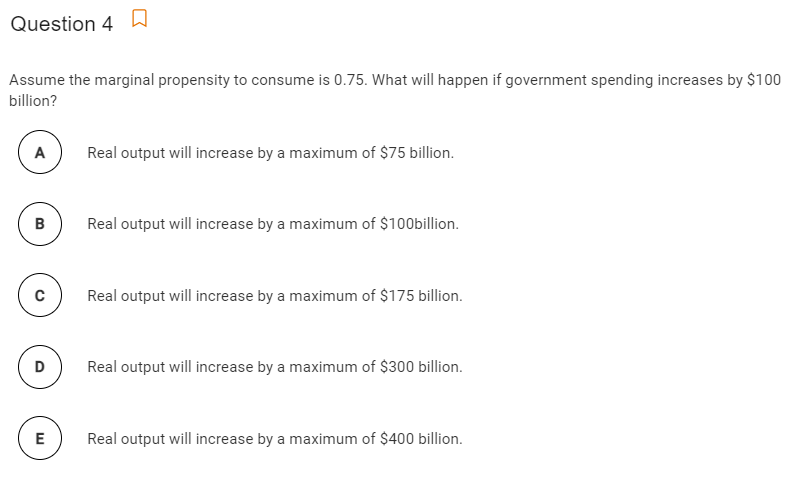 Question 4
Assume the marginal propensity to consume is 0.75. What will happen if government spending increases by $100
billion?
A Real output will increase by a maximum of $75 billion.
B Real output will increase by a maximum of $100billion.
C Real output will increase by a maximum of $175 billion.
D Real output will increase by a maximum of $300 billion.
E Real output will increase by a maximum of $400 billion.